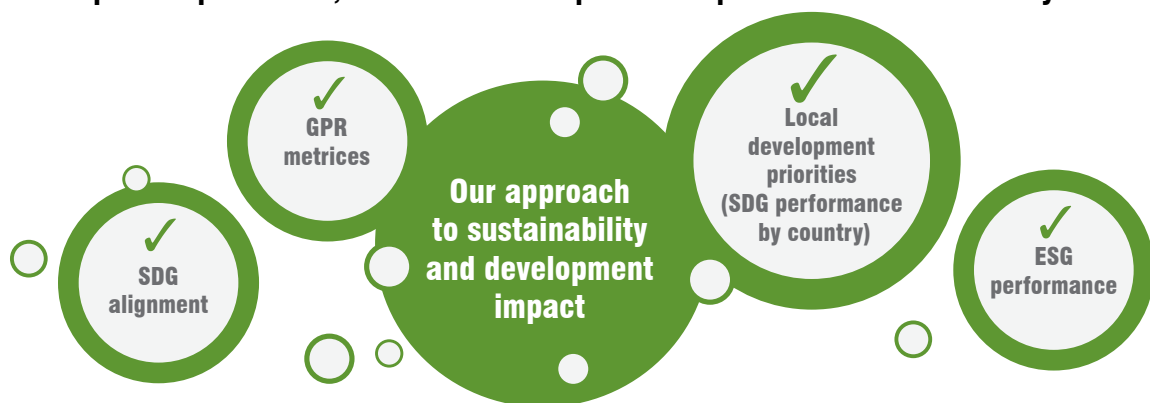 ✓
GPR
metrices
✓
SDG
alignment
Our approach
to sustainability
and development
impact
✓
Local
development
priorities
(SDG performance
by country)
✓
ESG
performance